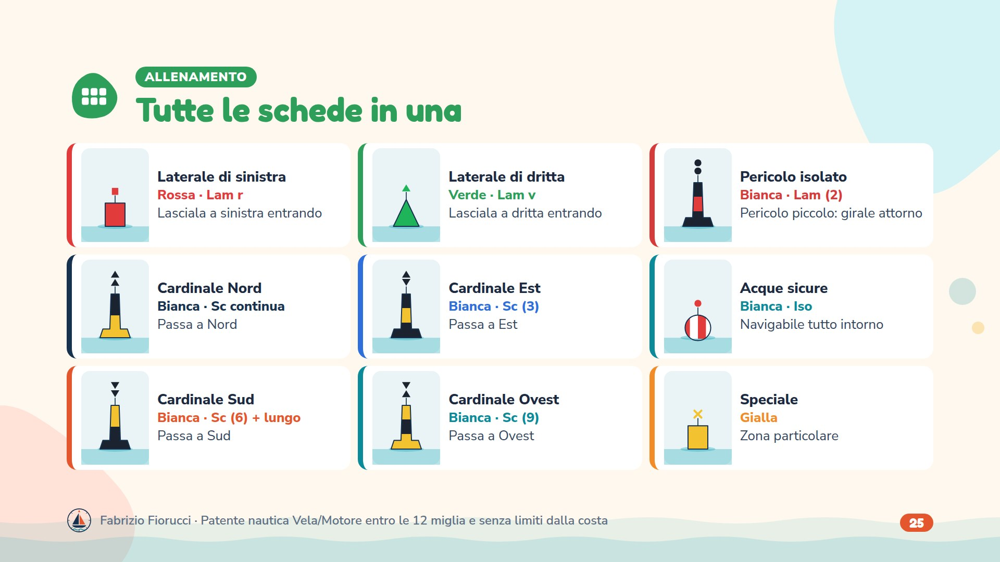 ALLENAMENTO
Tutte le schede in una
Laterale di sinistra
Rossa · Lam r
Lasciala a sinistra entrando
Laterale di dritta
Verde · Lam v
Lasciala a dritta entrando
Pericolo isolato
Bianca · Lam (2)
Pericolo piccolo: girale attorno
Cardinale Nord
Bianca · Sc continua
Passa a Nord
Cardinale Est
Bianca · Sc (3)
Passa a Est
Acque sicure
Bianca · Iso
Navigabile tutto intorno
Cardinale Sud
Bianca · Sc (6) + lungo
Passa a Sud
Cardinale Ovest
Bianca · Sc (9)
Passa a Ovest
Speciale
Gialla
Zona particolare
Fabrizio Fiorucci · Patente nautica Vela/Motore entro le 12 miglia e senza limiti dalla costa
25